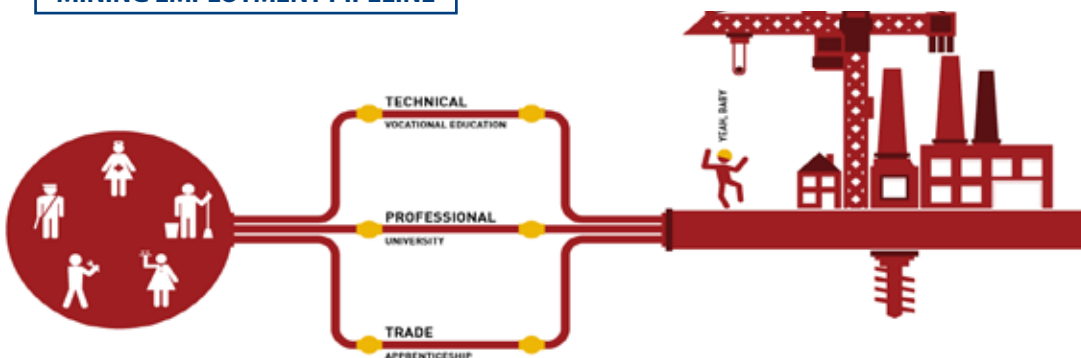 MINING EMPLOYMENT PIPELINE
TECHNICAL
VOCATIONAL EDUCATION
YEAH, BABY
PROFESSIONAL
UNIVERSITY
TRADE
APPRENTICESHIP